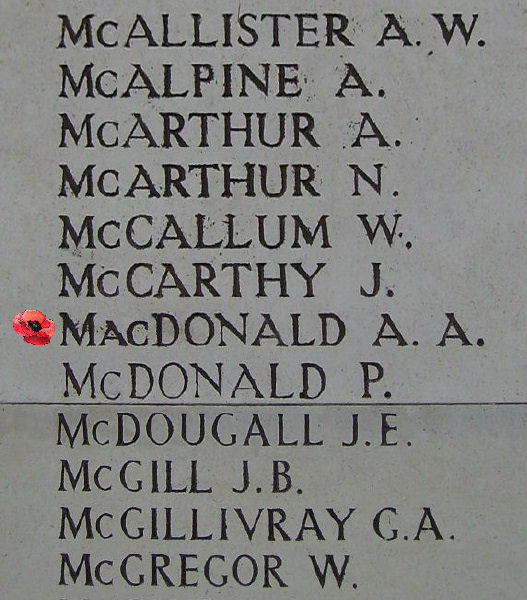 McALLISTER A. W.
McALPINE A.
McARTHUR A.
McARTHUR N.
McCALLUM W.
McCARTHY J.
MacDONALD A. A.
McDONALD P.
McDOUGALL J.E.
McGILL J.B.
McGILLIVRAY G.A.
McGREGOR W.